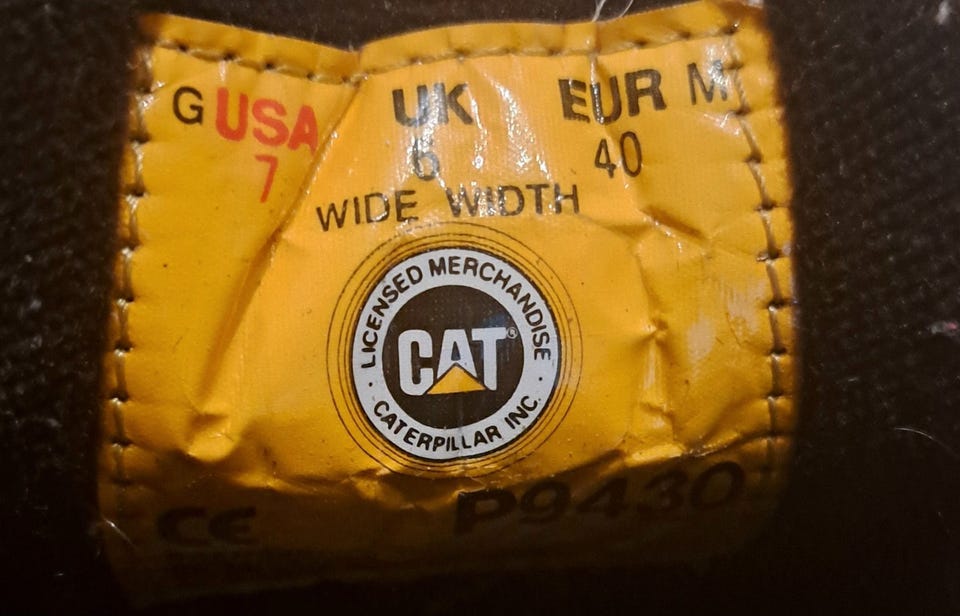 G USA UK EUR M
7 6 40
WIDE WIDTH
LICENSED MERCHANDISE
CAT®
· CATERPILLAR INC. ·
CE P9430